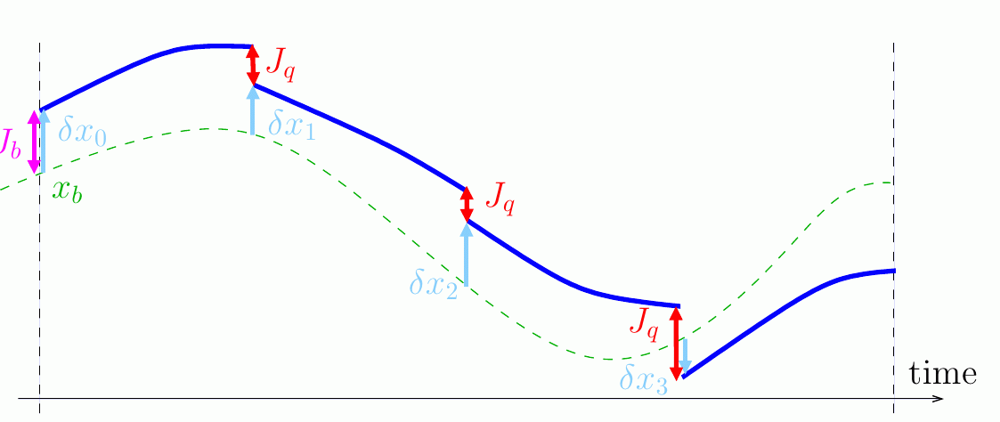 J_q
δx_1
J_b
δx_0
x_b
J_q
δx_2
J_q
δx_3
time